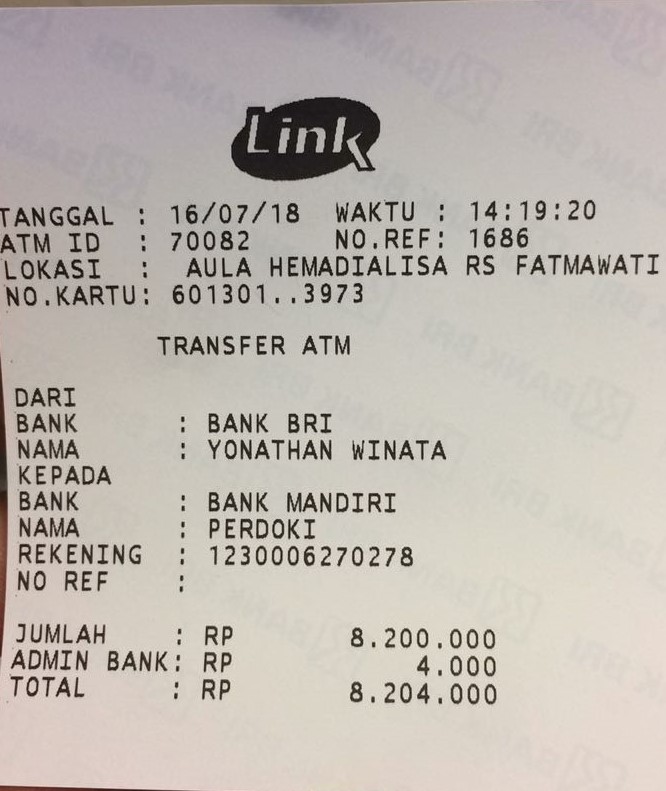 Link
TANGGAL : 16/07/18 WAKTU : 14:19:20
ATM ID : 70082 NO.REF: 1686
LOKASI : AULA HEMADIALISA RS FATMAWATI
NO.KARTU: 601301..3973
TRANSFER ATM
DARI
BANK : BANK BRI
NAMA : YONATHAN WINATA
KEPADA
BANK : BANK MANDIRI
NAMA : PERDOKI
REKENING : 1230006270278
NO REF :
JUMLAH : RP 8.200.000
ADMIN BANK: RP 4.000
TOTAL : RP 8.204.000